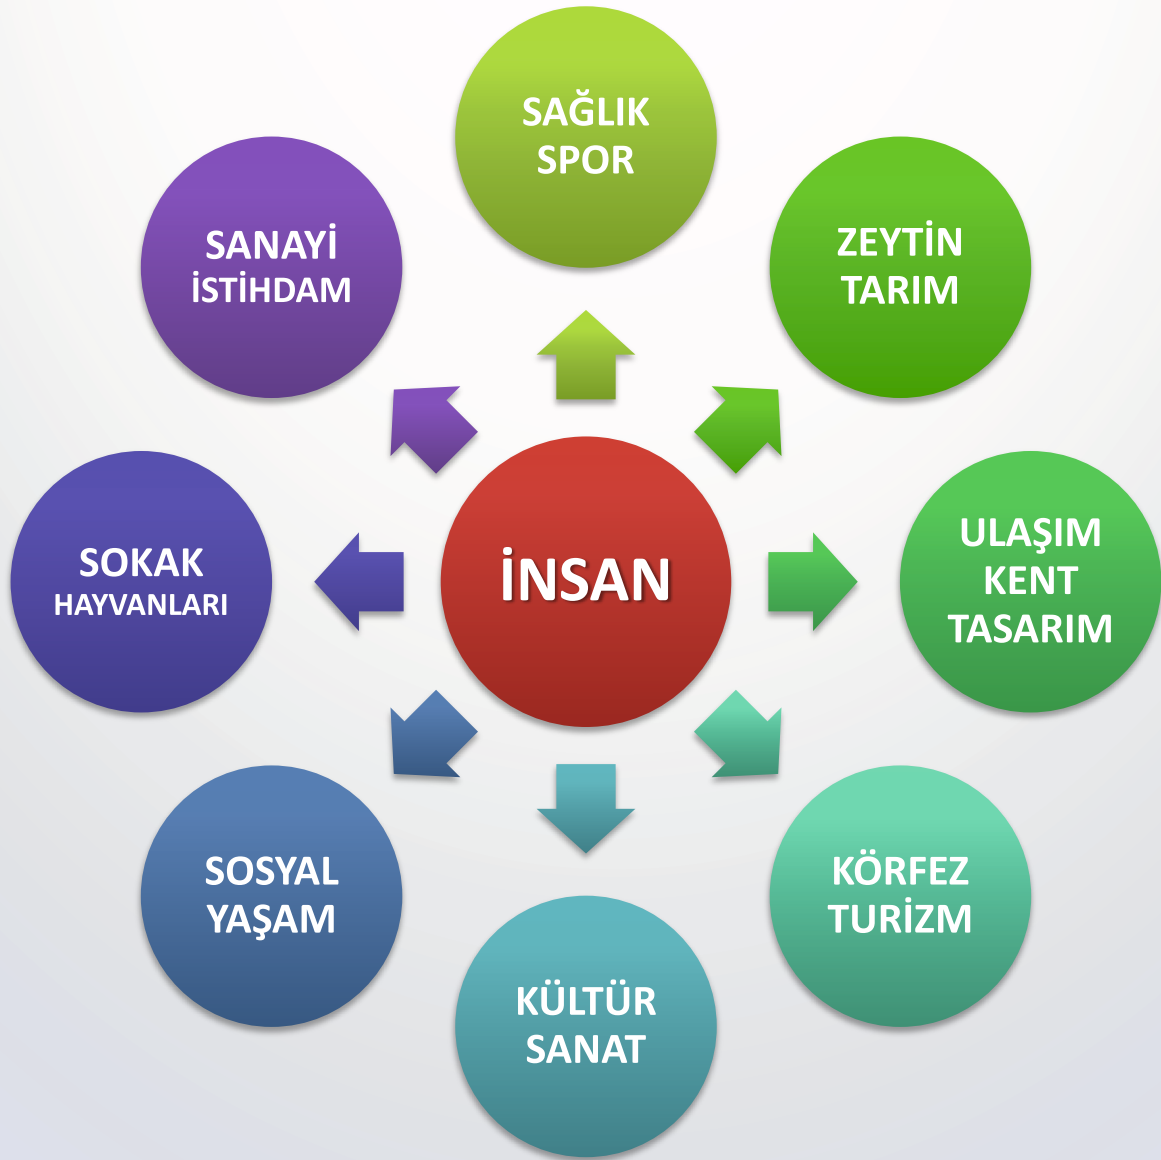 SAĞLIK
SPOR
ZEYTİN
TARIM
ULAŞIM
KENT
TASARIM
KÖRFEZ
TURİZM
KÜLTÜR
SANAT
SOSYAL
YAŞAM
SOKAK
HAYVANLARI
SANAYİ
İSTİHDAM
İNSAN